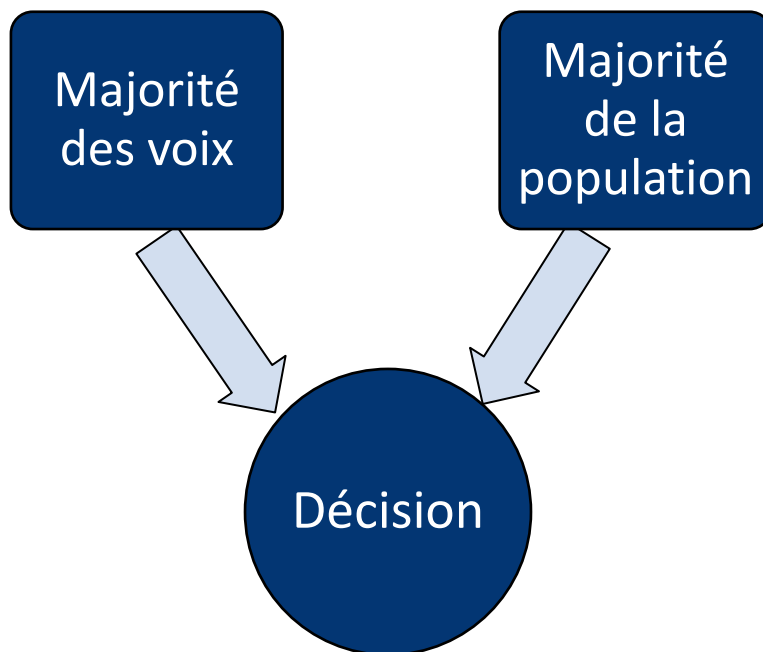 Majorité
des voix
Majorité
de la
population
Décision